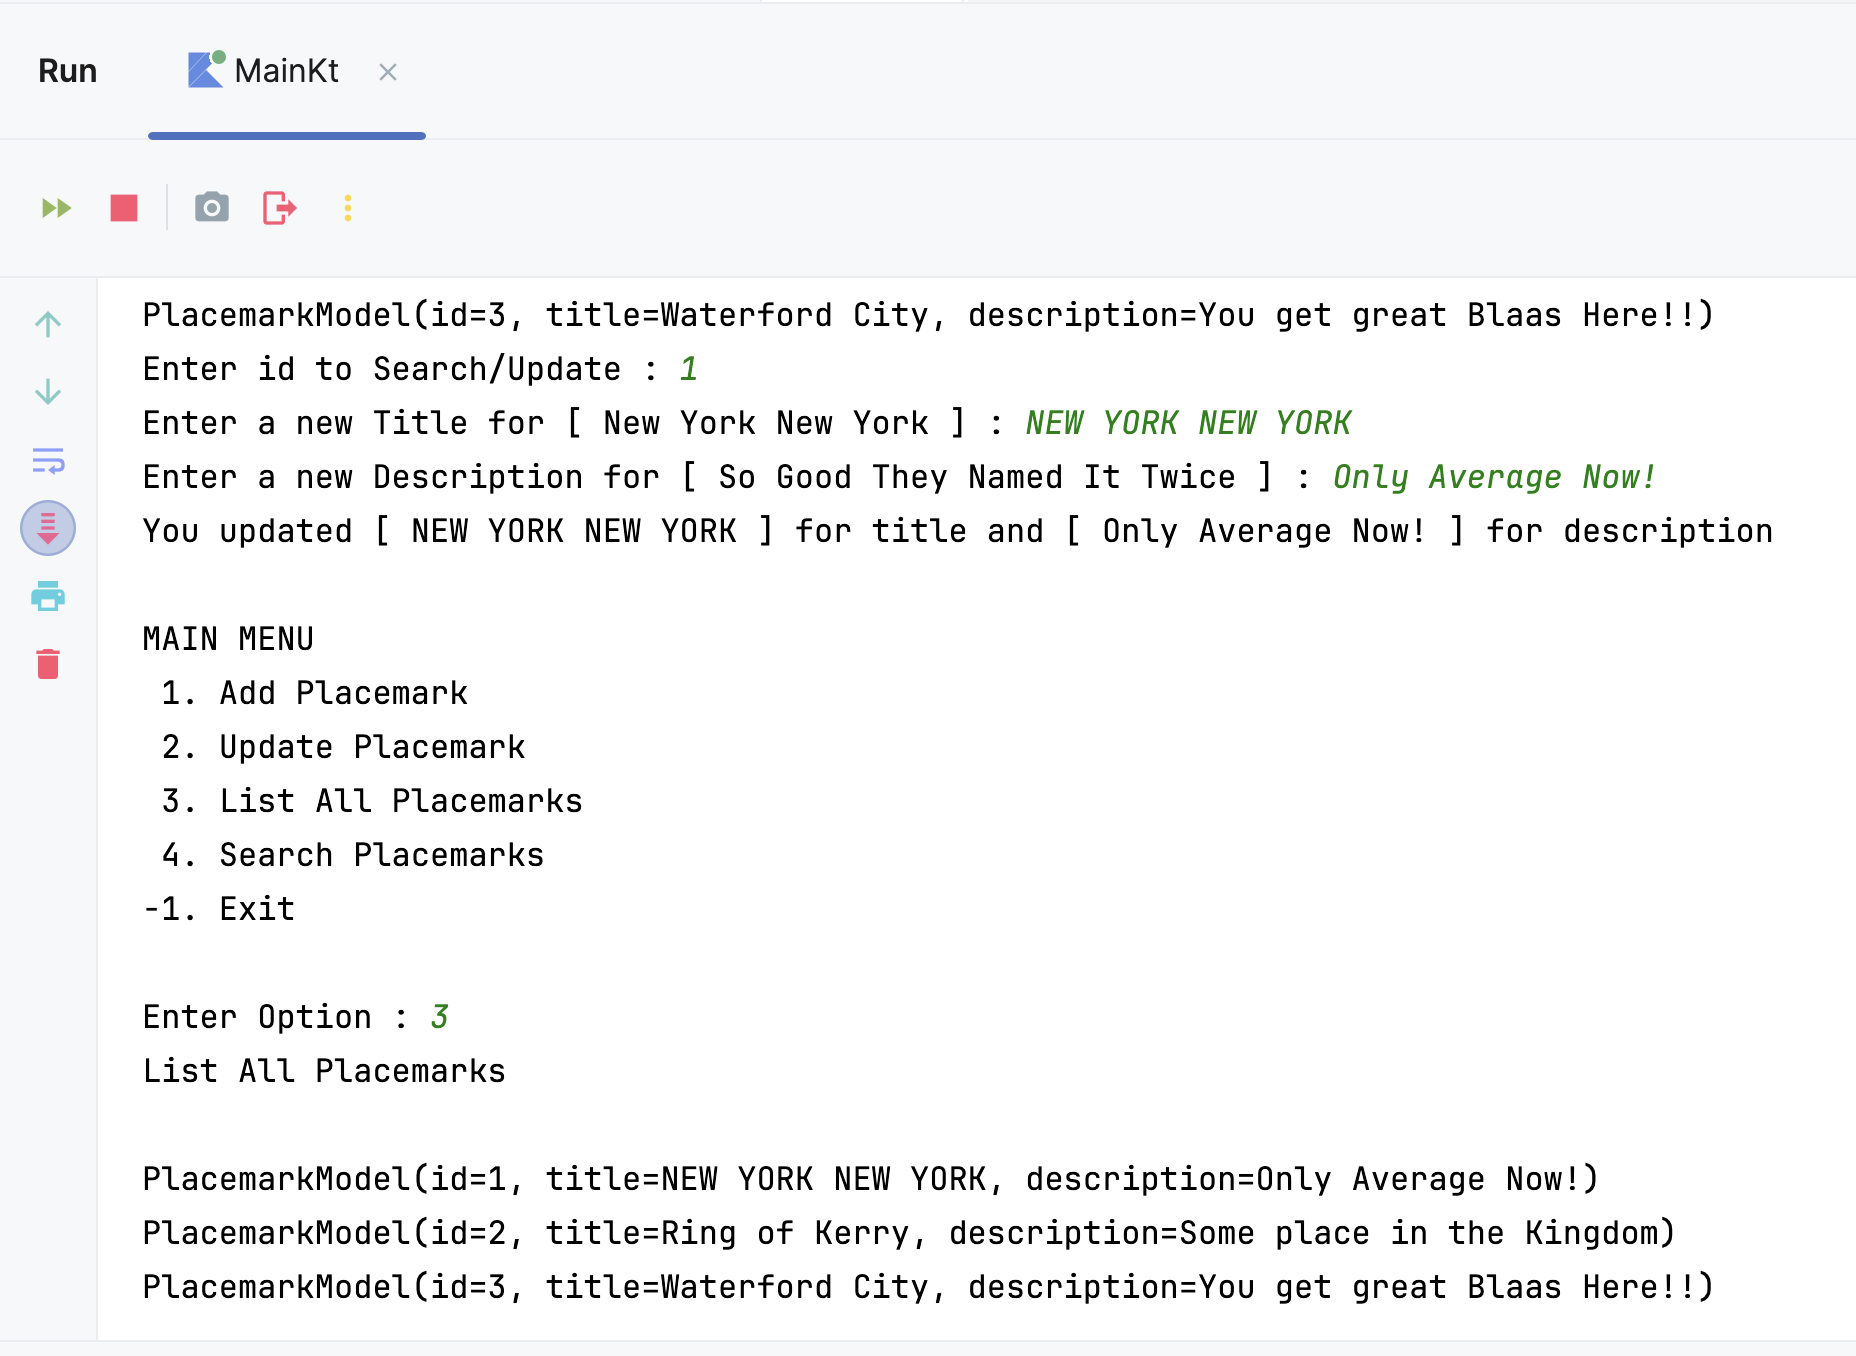 Run MainKt
PlacemarkModel(id=3, title=Waterford City, description=You get great Blaas Here!!)
Enter id to Search/Update : 1
Enter a new Title for [ New York New York ] : NEW YORK NEW YORK
Enter a new Description for [ So Good They Named It Twice ] : Only Average Now!
You updated [ NEW YORK NEW YORK ] for title and [ Only Average Now! ] for description
MAIN MENU
1. Add Placemark
2. Update Placemark
3. List All Placemarks
4. Search Placemarks
-1. Exit
Enter Option : 3
List All Placemarks
PlacemarkModel(id=1, title=NEW YORK NEW YORK, description=Only Average Now!)
PlacemarkModel(id=2, title=Ring of Kerry, description=Some place in the Kingdom)
PlacemarkModel(id=3, title=Waterford City, description=You get great Blaas Here!!)